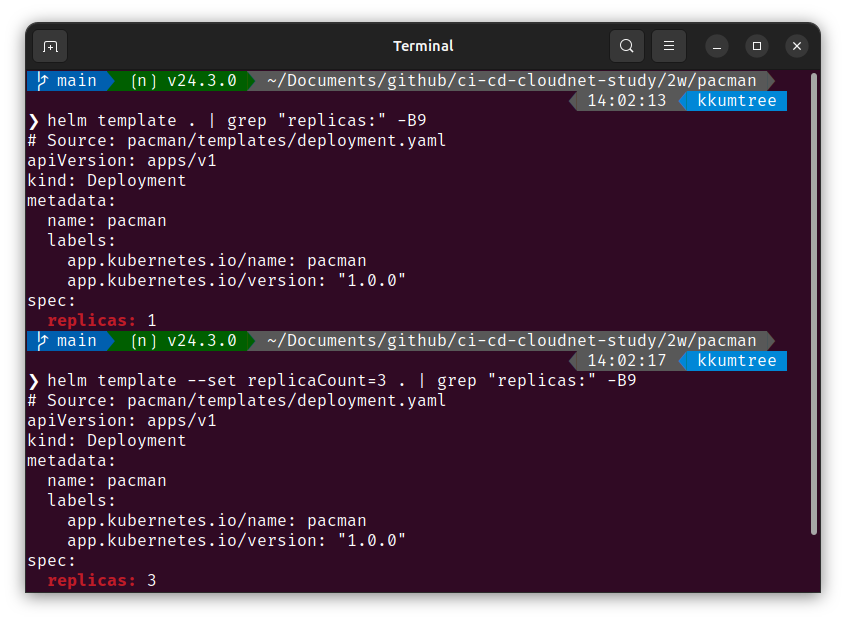 Terminal
main (n) v24.3.0 ~/Documents/github/ci-cd-cloudnet-study/2w/pacman
14:02:13 kkumtree
❯ helm template . | grep "replicas:" -B9
# Source: pacman/templates/deployment.yaml
apiVersion: apps/v1
kind: Deployment
metadata:
  name: pacman
  labels:
    app.kubernetes.io/name: pacman
    app.kubernetes.io/version: "1.0.0"
spec:
  replicas: 1
main (n) v24.3.0 ~/Documents/github/ci-cd-cloudnet-study/2w/pacman
14:02:17 kkumtree
❯ helm template --set replicaCount=3 . | grep "replicas:" -B9
# Source: pacman/templates/deployment.yaml
apiVersion: apps/v1
kind: Deployment
metadata:
  name: pacman
  labels:
    app.kubernetes.io/name: pacman
    app.kubernetes.io/version: "1.0.0"
spec:
  replicas: 3